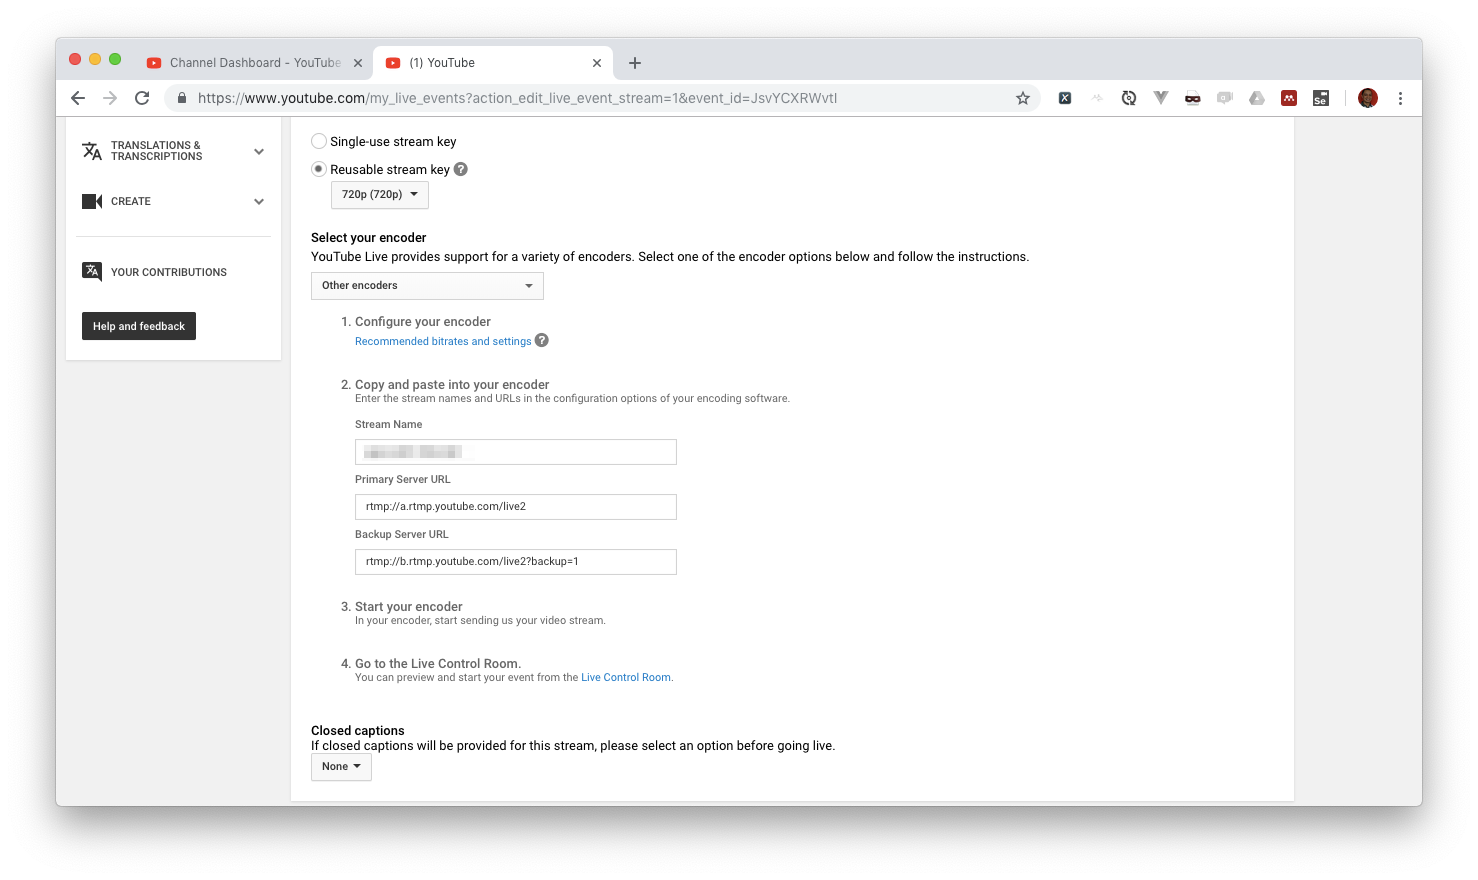 Channel Dashboard - YouTube
(1) YouTube
https://www.youtube.com/my_live_events?action_edit_live_event_stream=1&event_id=JsvYCXRWvtI
Se
TRANSLATIONS &
TRANSCRIPTIONS
CREATE
YOUR CONTRIBUTIONS
Help and feedback
Single-use stream key
Reusable stream key ?
720p (720p)
Select your encoder
YouTube Live provides support for a variety of encoders. Select one of the encoder options below and follow the instructions.
Other encoders
1. Configure your encoder
Recommended bitrates and settings ?
2. Copy and paste into your encoder
Enter the stream names and URLs in the configuration options of your encoding software.
Stream Name
Primary Server URL
rtmp://a.rtmp.youtube.com/live2
Backup Server URL
rtmp://b.rtmp.youtube.com/live2?backup=1
3. Start your encoder
In your encoder, start sending us your video stream.
4. Go to the Live Control Room.
You can preview and start your event from the Live Control Room.
Closed captions
If closed captions will be provided for this stream, please select an option before going live.
None